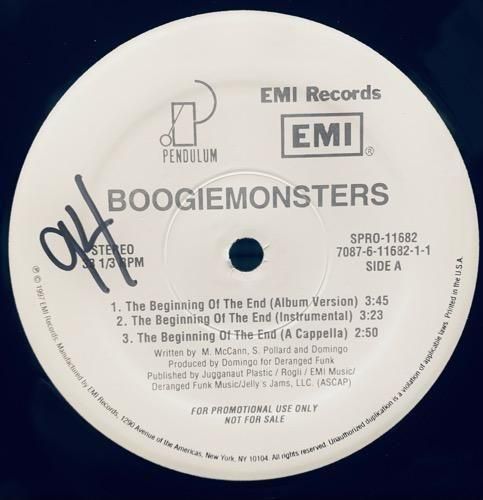 EMI Records
EMI®
PENDULUM
BOOGIEMONSTERS
94
STEREO
33 1/3 RPM
SPRO-11682
7087-6-11682-1-1
SIDE A
1. The Beginning Of The End (Album Version) 3:45
2. The Beginning Of The End (Instrumental) 3:23
3. The Beginning Of The End (A Cappella) 2:50
Written by M. McCann, S. Pollard and Domingo
Produced by Domingo for Deranged Funk
Published by Jugganaut Plastic / Rogli / EMI Music/
Deranged Funk Music/Jelly's Jams, LLC. (ASCAP)
FOR PROMOTIONAL USE ONLY
NOT FOR SALE
℗ © 1997 EMI Records. Manufactured by EMI Records, 1290 Avenue of the Americas, New York, NY 10104. All rights reserved. Unauthorized duplication is a violation of applicable laws. Printed in the U.S.A.